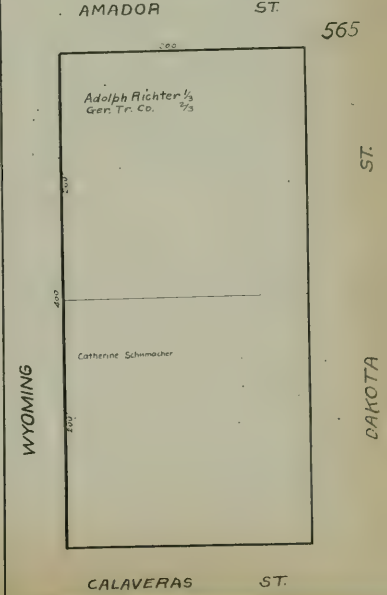 AMADOR ST.
565
200
Adolph Richter 1/3
Ger. Tr. Co. 2/3
200
ST.
400
Catherine Schumacher
WYOMING
200
DAKOTA
CALAVERAS ST.